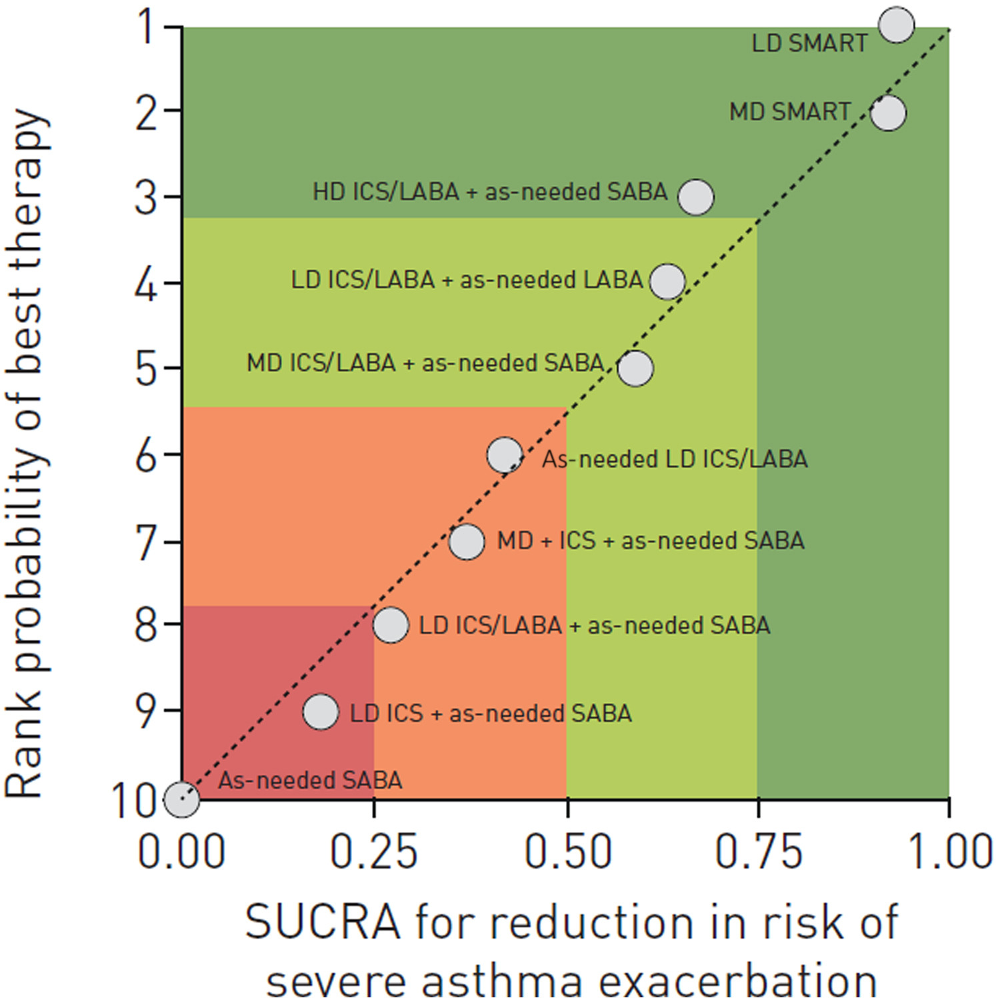 Rank probability of best therapy
1
2
3
4
5
6
7
8
9
10
LD SMART
MD SMART
HD ICS/LABA + as-needed SABA
LD ICS/LABA + as-needed LABA
MD ICS/LABA + as-needed SABA
As-needed LD ICS/LABA
MD + ICS + as-needed SABA
LD ICS/LABA + as-needed SABA
LD ICS + as-needed SABA
As-needed SABA
0.00 0.25 0.50 0.75 1.00
SUCRA for reduction in risk of
severe asthma exacerbation